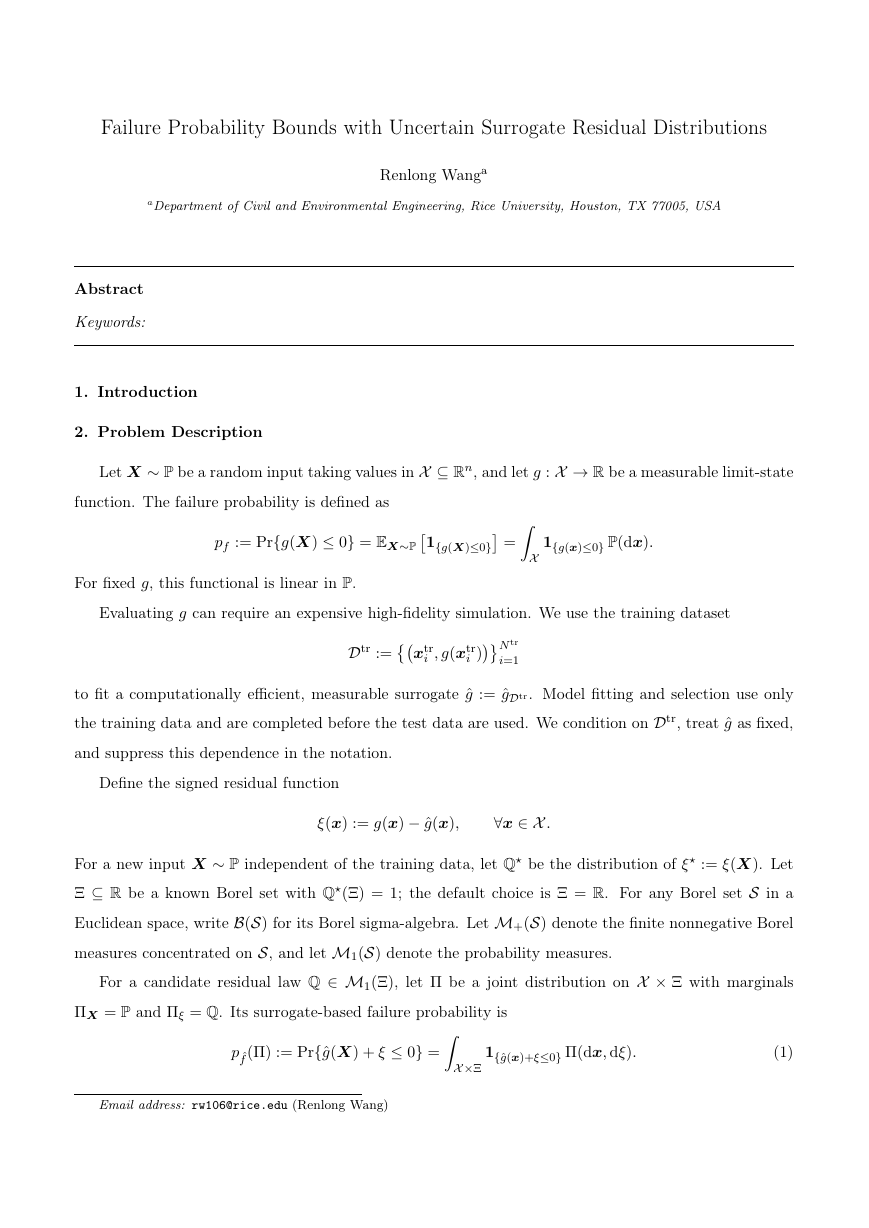 Failure Probability Bounds with Uncertain Surrogate Residual Distributions
Renlong Wangᵃ
ᵃDepartment of Civil and Environmental Engineering, Rice University, Houston, TX 77005, USA
Abstract
Keywords:
1. Introduction
2. Problem Description
Let 𝑿 ∼ ℙ be a random input taking values in 𝒳 ⊆ ℝⁿ, and let g : 𝒳 → ℝ be a measurable limit-state
function. The failure probability is defined as
p_f := Pr{g(𝑿) ≤ 0} = 𝔼_{𝑿∼ℙ} [𝟏_{{g(𝑿)≤0}}] = ∫_𝒳 𝟏_{{g(𝒙)≤0}} ℙ(d𝒙).
For fixed g, this functional is linear in ℙ.
Evaluating g can require an expensive high-fidelity simulation. We use the training dataset
𝒟^tr := {(𝒙_i^tr, g(𝒙_i^tr))}_{i=1}^{N^tr}
to fit a computationally efficient, measurable surrogate ĝ := ĝ_{𝒟^tr}. Model fitting and selection use only
the training data and are completed before the test data are used. We condition on 𝒟^tr, treat ĝ as fixed,
and suppress this dependence in the notation.
Define the signed residual function
ξ(𝒙) := g(𝒙) − ĝ(𝒙), ∀𝒙 ∈ 𝒳.
For a new input 𝑿 ∼ ℙ independent of the training data, let ℚ⋆ be the distribution of ξ⋆ := ξ(𝑿). Let
Ξ ⊆ ℝ be a known Borel set with ℚ⋆(Ξ) = 1; the default choice is Ξ = ℝ. For any Borel set 𝒮 in a
Euclidean space, write ℬ(𝒮) for its Borel sigma-algebra. Let ℳ₊(𝒮) denote the finite nonnegative Borel
measures concentrated on 𝒮, and let ℳ₁(𝒮) denote the probability measures.
For a candidate residual law ℚ ∈ ℳ₁(Ξ), let Π be a joint distribution on 𝒳 × Ξ with marginals
Π_𝑿 = ℙ and Π_ξ = ℚ. Its surrogate-based failure probability is
p_{f̂}(Π) := Pr{ĝ(𝑿) + ξ ≤ 0} = ∫_{𝒳×Ξ} 𝟏_{{ĝ(𝒙)+ξ≤0}} Π(d𝒙, dξ). (1)
Email address: rw106@rice.edu (Renlong Wang)